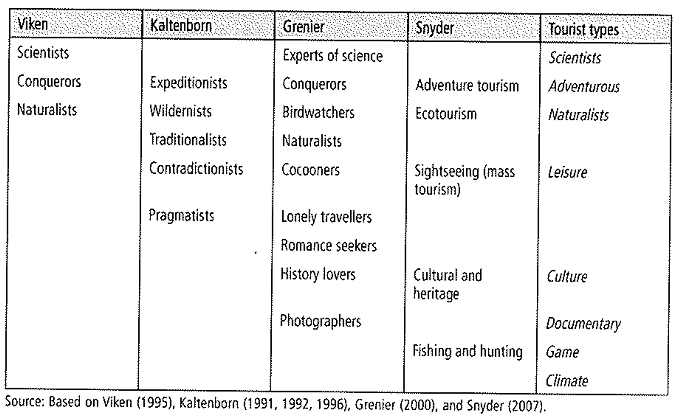 Viken Kaltenborn Grenier Snyder Tourist types
Scientists Experts of science Scientists
Conquerors Expeditionists Conquerors Adventure tourism Adventurous
Naturalists Wildernists Birdwatchers Ecotourism Naturalists
Traditionalists Naturalists
Contradictionists Cocooners Sightseeing (mass Leisure
tourism)
Pragmatists Lonely travellers
Romance seekers
History lovers Cultural and Culture
heritage
Photographers Documentary
Fishing and hunting Game
Climate
Source: Based on Viken (1995), Kaltenborn (1991, 1992, 1996), Grenier (2000), and Snyder (2007).